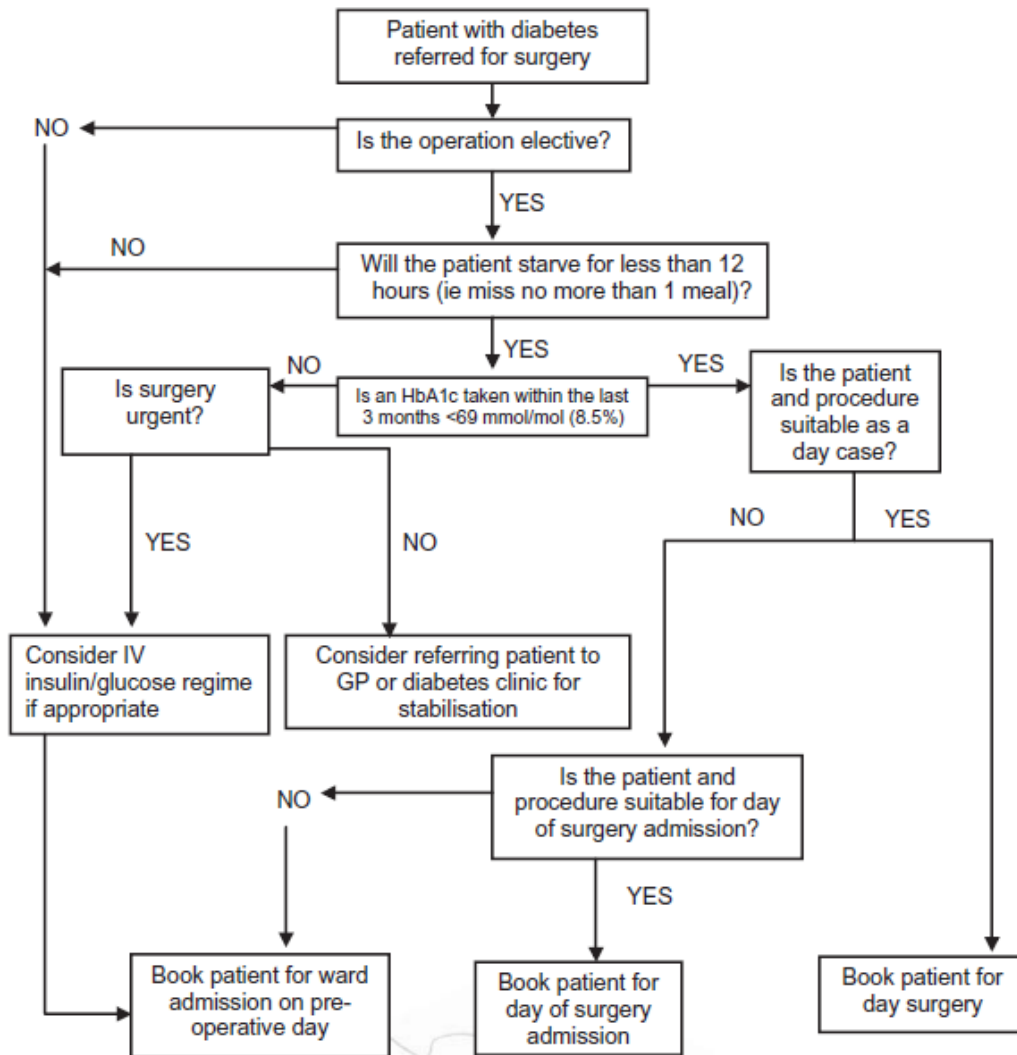 Patient with diabetes
referred for surgery
NO
Is the operation elective?
YES
NO
Will the patient starve for less than 12
hours (ie miss no more than 1 meal)?
YES
NO
YES
Is surgery
urgent?
Is an HbA1c taken within the last
3 months <69 mmol/mol (8.5%)
Is the patient
and procedure
suitable as a
day case?
YES
NO
NO
YES
Consider IV
insulin/glucose regime
if appropriate
Consider referring patient to
GP or diabetes clinic for
stabilisation
Is the patient and
procedure suitable for day
of surgery admission?
NO
YES
Book patient for ward
admission on pre-
operative day
Book patient for
day of surgery
admission
Book patient for
day surgery